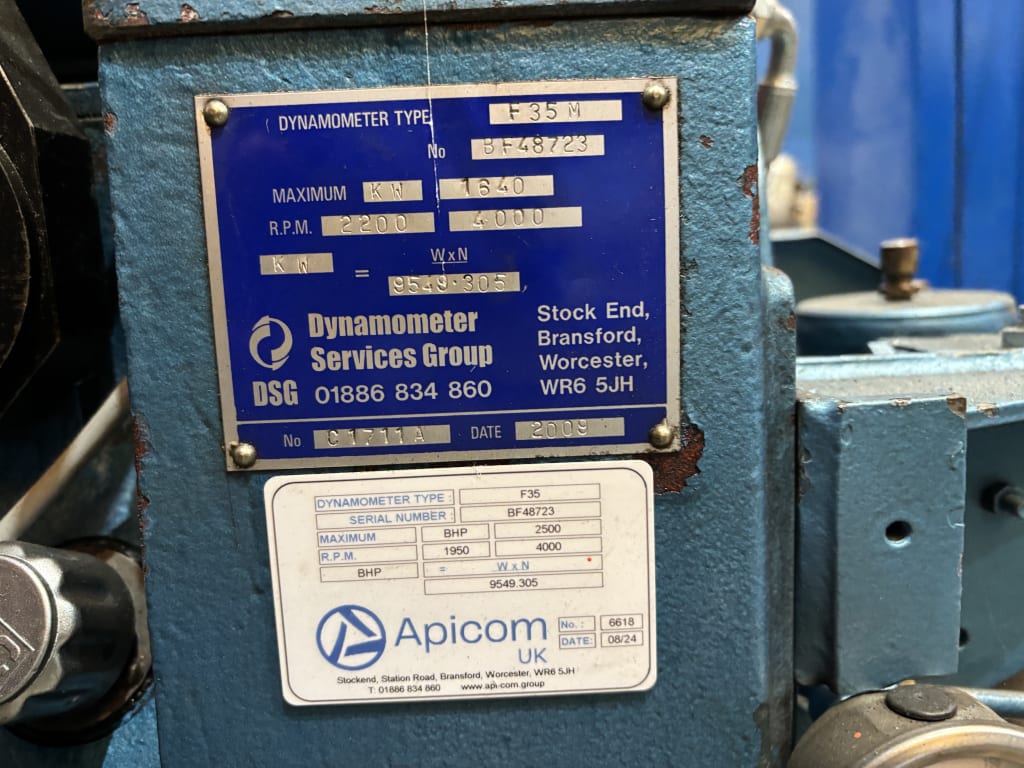 DYNAMOMETER TYPE F35M
No BF48723
MAXIMUM KW 1640
R.P.M. 2200 4000
KW = WxN
9549.305
Dynamometer
Services Group
DSG 01886 834 860
Stock End,
Bransford,
Worcester,
WR6 5JH
No C1711A DATE 2009
DYNAMOMETER TYPE : F35
SERIAL NUMBER : BF48723
MAXIMUM BHP 2500
R.P.M. 1950 4000
BHP = W x N
9549.305
Apicom
UK
No. : 6618
DATE: 08/24
Stockend, Station Road, Bransford, Worcester, WR6 5JH
T: 01886 834 860 www.api-com.group